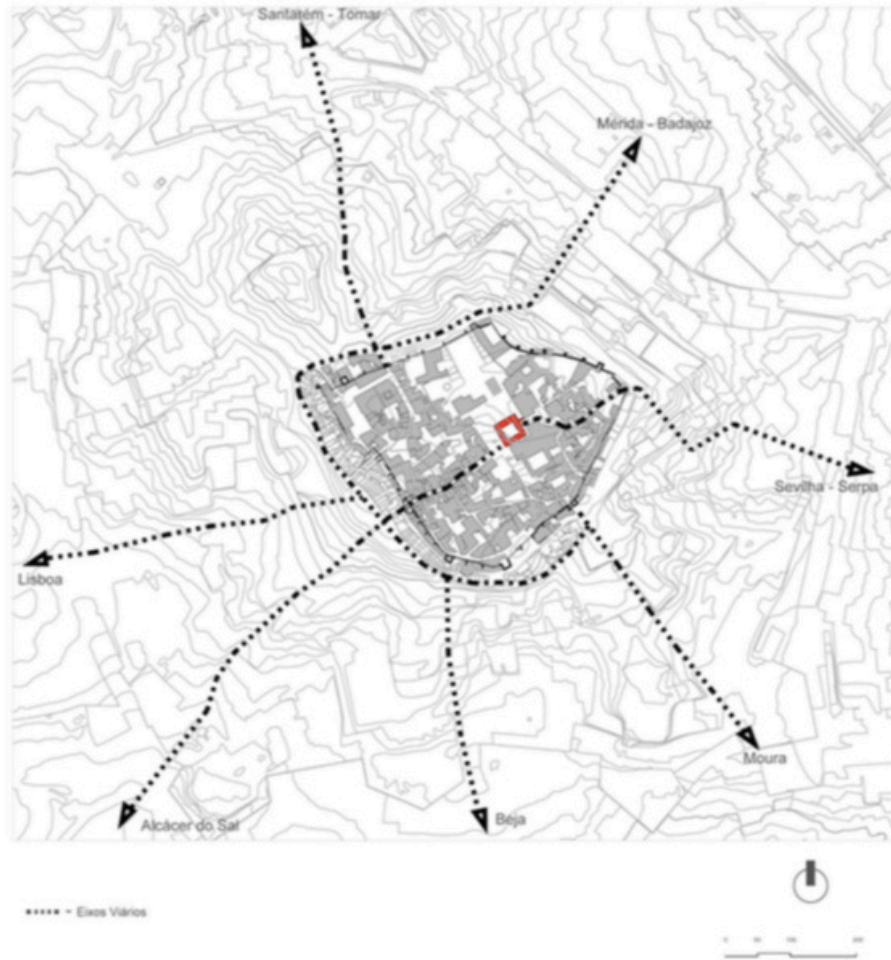 Santarém - Tomar
Mérida - Badajoz
Sevilha - Serpa
Lisboa
Moura
Alcácer do Sal
Beja
- Eixos Viários